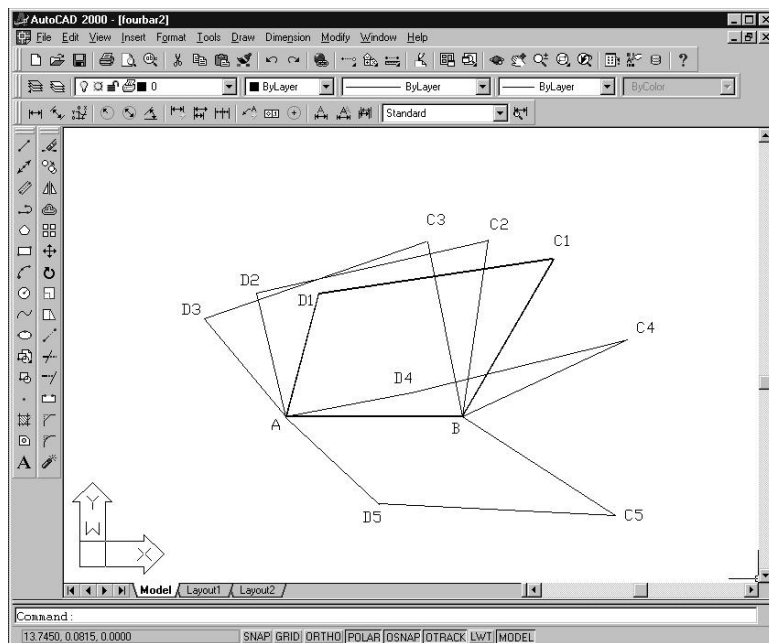 AutoCAD 2000 - [fourbar2]
File Edit View Insert Format Tools Draw Dimension Modify Window Help
0 ByLayer ByLayer ByLayer ByColor
Standard
C3 C2
C1
D2
D1
D3
C4
D4
A B
D5
C5
Y
W
X
A
Model Layout1 Layout2
Command:
13.7450, 0.0815, 0.0000 SNAP GRID ORTHO POLAR OSNAP OTRACK LWT MODEL